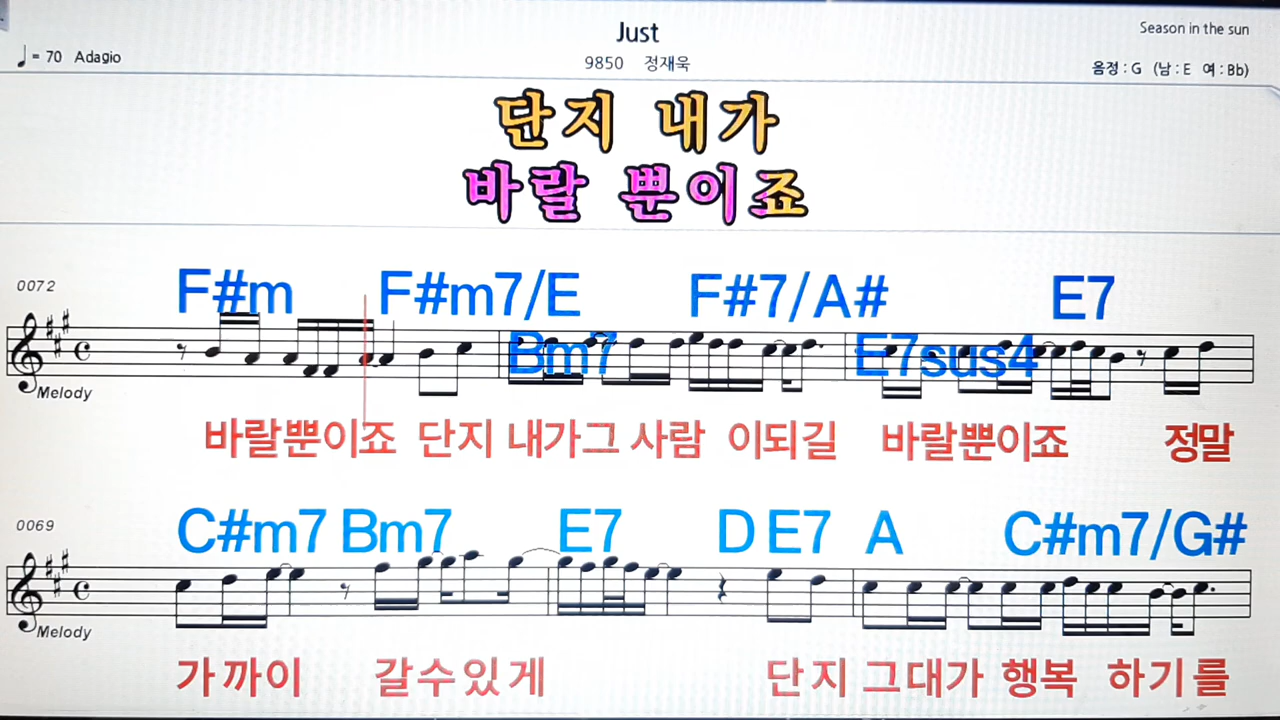 Just
Season in the sun
♩= 70 Adagio
9850 정재욱
음정 : G (남 : E 여 : Bb)
단지 내가
바랄 뿐이죠
0072
F#m F#m7/E F#7/A# E7
Bm7 E7sus4
Melody
바랄뿐이죠 단지 내가그 사람 이되길 바랄뿐이죠 정말
0069
C#m7 Bm7 E7 D E7 A C#m7/G#
Melody
가까이 갈수있게 단지 그대가 행복 하기를